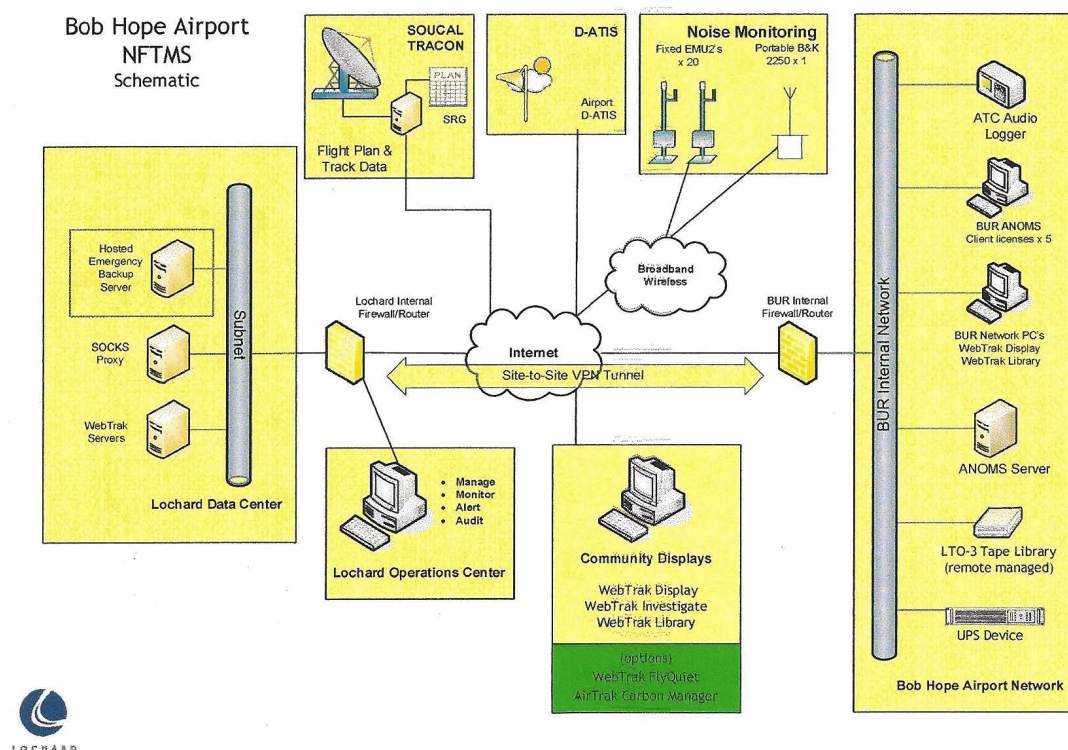 Bob Hope Airport
NFTMS
Schematic
SOUCAL
TRACON
PLAN
SRG
Flight Plan &
Track Data
D-ATIS
Airport
D-ATIS
Noise Monitoring
Fixed EMU2's
x 20
Portable B&K
2250 x 1
Hosted
Emergency
Backup
Server
SOCKS
Proxy
WebTrak
Servers
Subnet
Lochard Data Center
Lochard Internal
Firewall/Router
Broadband
Wireless
BUR Internal
Firewall/Router
Internet
Site-to-Site VPN Tunnel
• Manage
• Monitor
• Alert
• Audit
Lochard Operations Center
Community Displays
WebTrak Display
WebTrak Investigate
WebTrak Library
(options)
WebTrak FlyQuiet
AirTrak Carbon Manager
BUR Internal Network
ATC Audio
Logger
BUR ANOMS
Client licenses x 5
BUR Network PC's
WebTrak Display
WebTrak Library
ANOMS Server
LTO-3 Tape Library
(remote managed)
UPS Device
Bob Hope Airport Network
LOCHARD